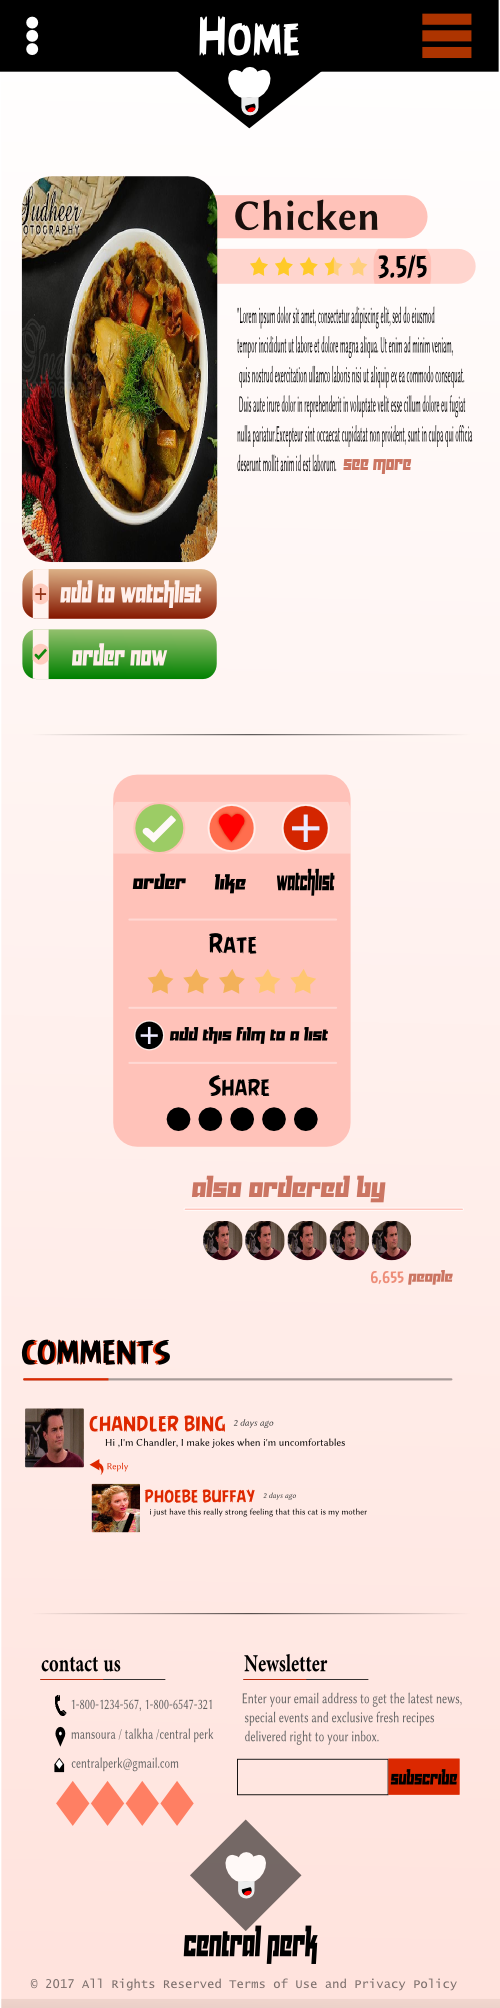 Home
Sudheer
OTOGRAPHY
Chicken
3.5/5
"Lorem ipsum dolor sit amet, consectetur adipiscing elit, sed do eiusmod
tempor incididunt ut labore et dolore magna aliqua. Ut enim ad minim veniam,
quis nostrud exercitation ullamco laboris nisi ut aliquip ex ea commodo consequat.
Duis aute irure dolor in reprehenderit in voluptate velit esse cillum dolore eu fugiat
nulla pariatur.Excepteur sint occaecat cupidatat non proident, sunt in culpa qui officia
deserunt mollit anim id est laborum. see more
add to watchlist
order now
order like watchlist
Rate
add this film to a list
Share
also ordered by
6,655 people
COMMENTS
CHANDLER BING 2 days ago
Hi ,I'm Chandler, I make jokes when i'm uncomfortables
Reply
PHOEBE BUFFAY 2 days ago
i just have this really strong feeling that this cat is my mother
contact us
1-800-1234-567, 1-800-6547-321
mansoura / talkha /central perk
centralperk@gmail.com
Newsletter
Enter your email address to get the latest news,
special events and exclusive fresh recipes
delivered right to your inbox.
subscribe
central perk
© 2017 All Rights Reserved Terms of Use and Privacy Policy